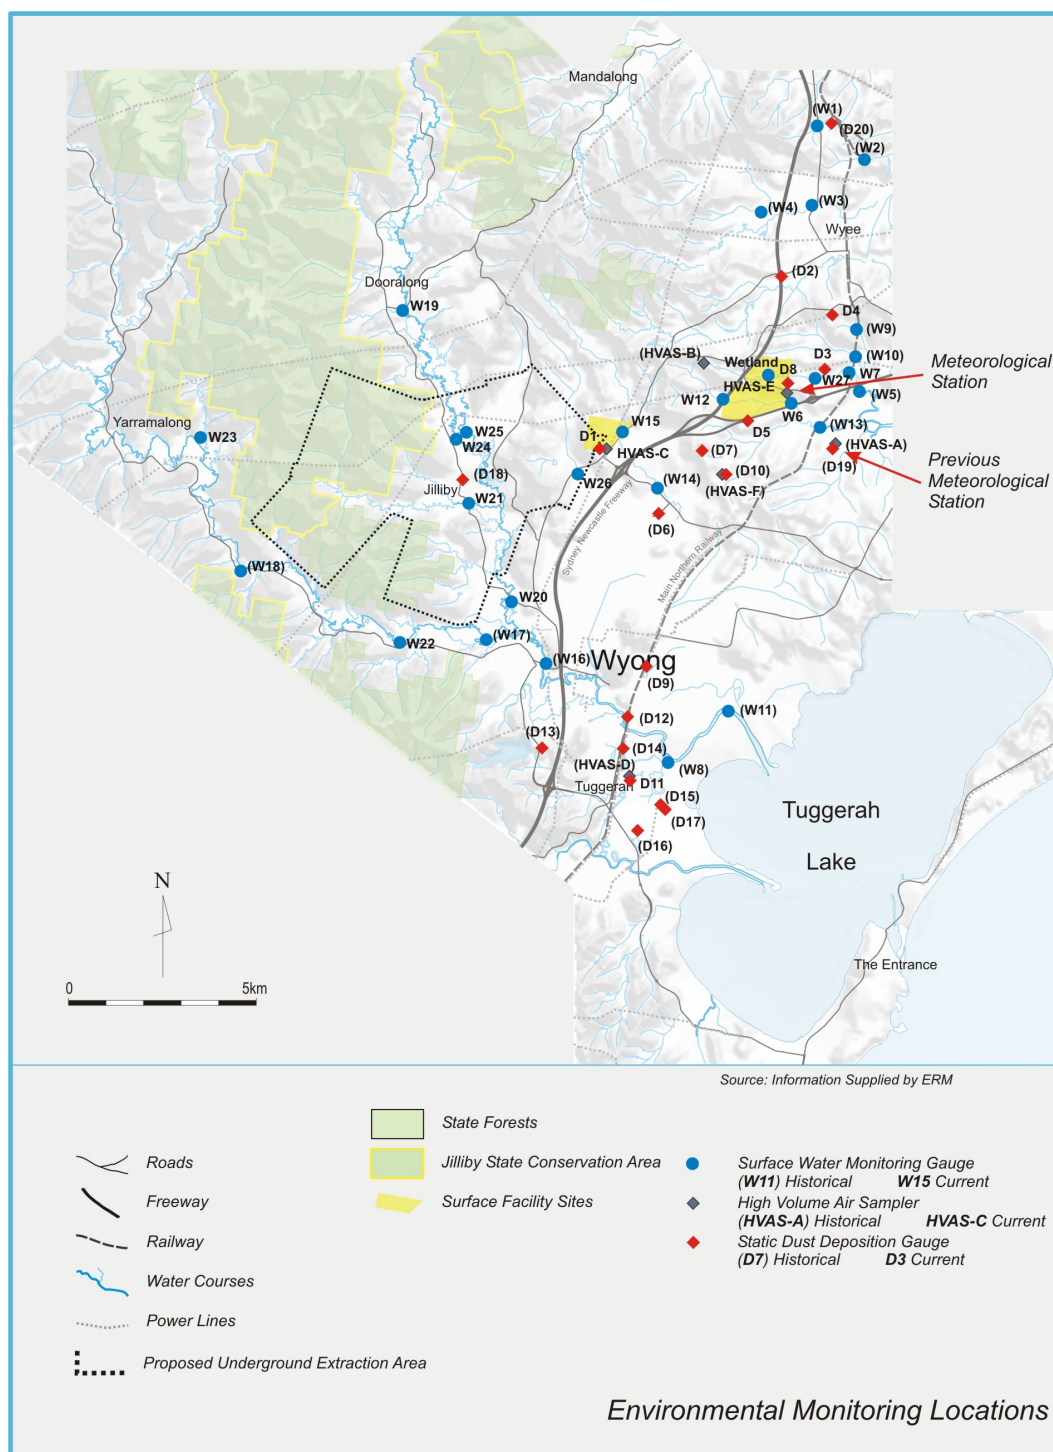 Mandalong
(W1)
(D20)
(W2)
(W3)
(W4)
Wyee
(D2)
Dooralong
W19
D4
(W9)
(HVAS-B)
Wetland
D3
(W10)
D8
W7
HVAS-E
W27
(W5)
Meteorological
Station
W12
W6
Yarramalong
W23
W25
W24
D1
W15
HVAS-C
D5
(W13)
(D7)
(HVAS-A)
(D19)
Previous
Meteorological
Station
(D18)
Jilliby
W21
W26
(W14)
(D10)
(HVAS-F)
(D6)
Sydney Newcastle Freeway
Main Northern Railway
(W18)
W20
W22
(W17)
(W16)
Wyong
(D9)
(W11)
(D12)
(D13)
(D14)
(HVAS-D)
(W8)
Tuggerah
D11
(D15)
(D17)
(D16)
Tuggerah
Lake
N
0 5km
The Entrance
Source: Information Supplied by ERM
State Forests
Roads
Jilliby State Conservation Area
Surface Water Monitoring Gauge
(W11) Historical W15 Current
Freeway
Surface Facility Sites
High Volume Air Sampler
(HVAS-A) Historical HVAS-C Current
Railway
Static Dust Deposition Gauge
(D7) Historical D3 Current
Water Courses
Power Lines
Proposed Underground Extraction Area
Environmental Monitoring Locations